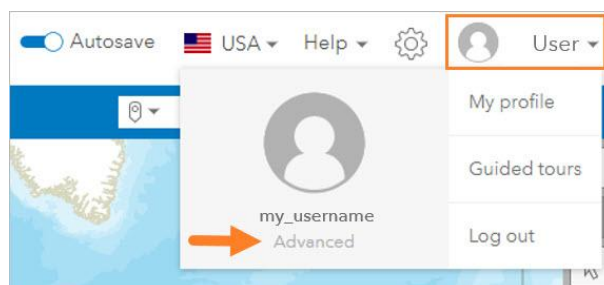 Autosave USA Help User
My profile
Guided tours
my_username
Advanced
Log out